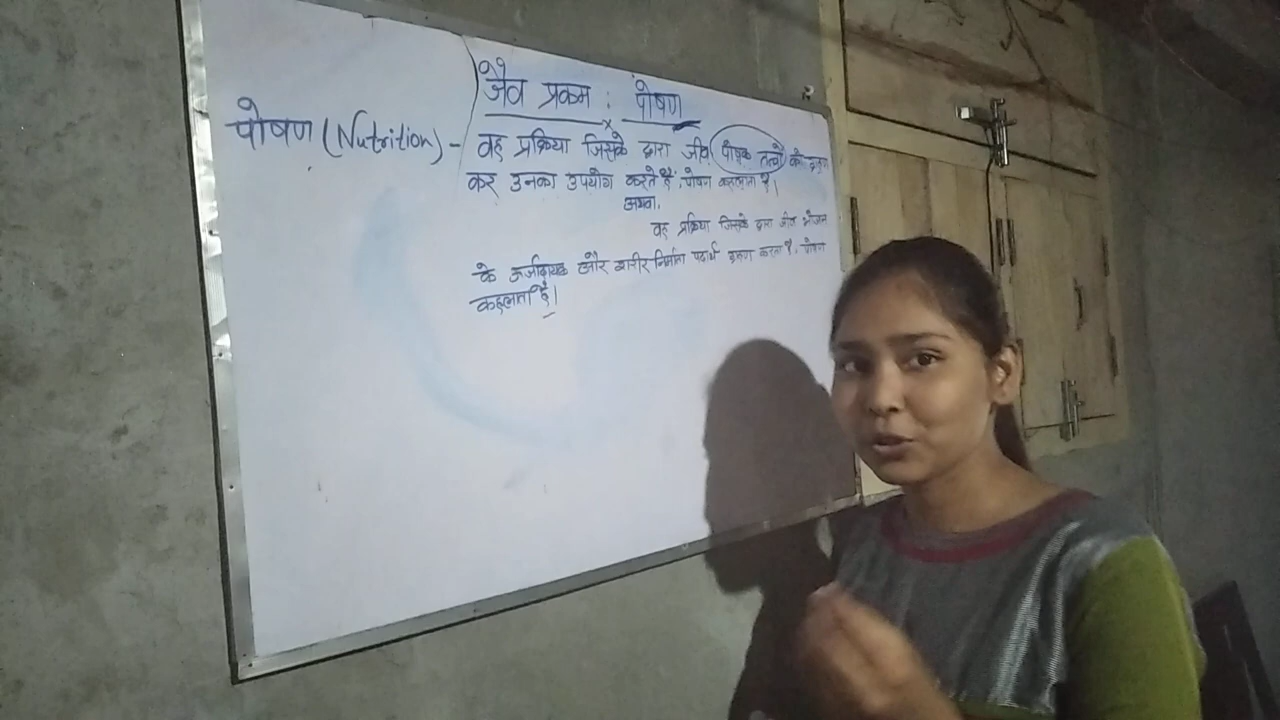 जैव प्रक्रम : पोषण
पोषण (Nutrition) - वह प्रक्रिया जिसके द्वारा जीव पोषक तत्वो को ग्रहण
कर उनका उपयोग करते हैं, पोषण कहलाता है।
अथवा,
वह प्रक्रिया जिसके द्वारा जीव भोजन
के ऊर्जादायक और शरीर निर्माता पदार्थ ग्रहण करता है, पोषण
कहलाता है।